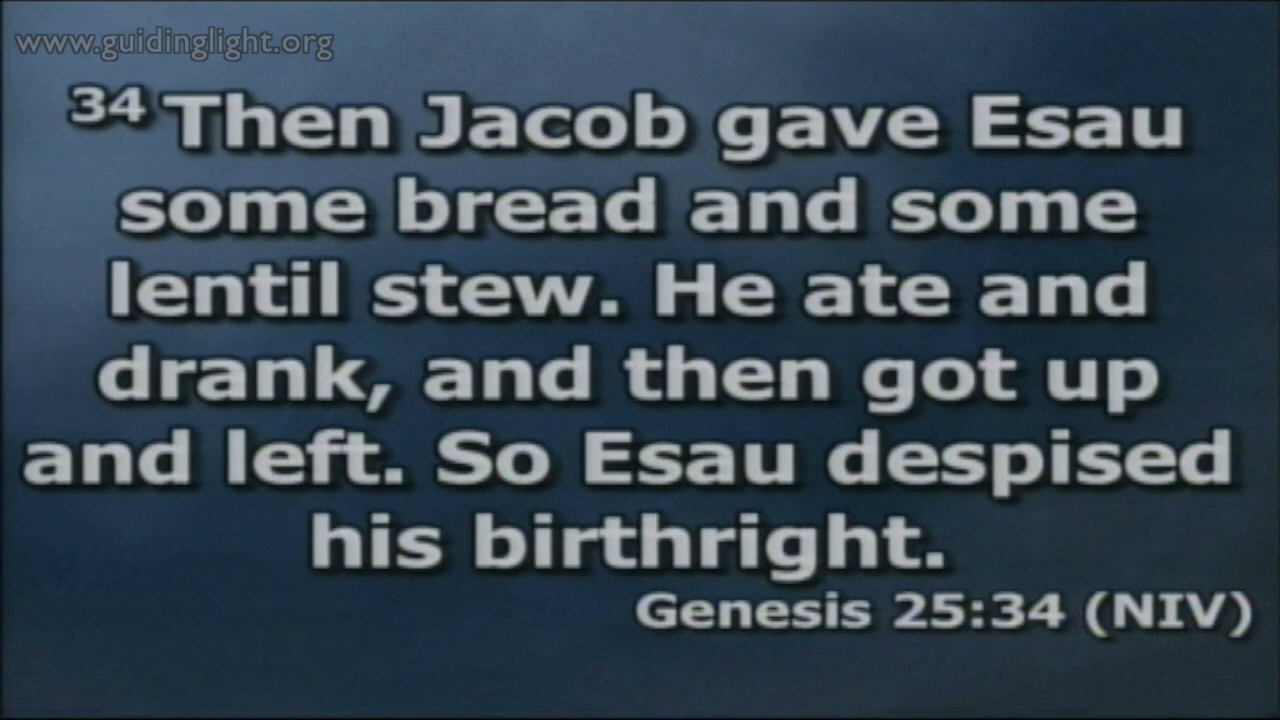 www.guidinglight.org
34 Then Jacob gave Esau
some bread and some
lentil stew. He ate and
drank, and then got up
and left. So Esau despised
his birthright.
Genesis 25:34 (NIV)